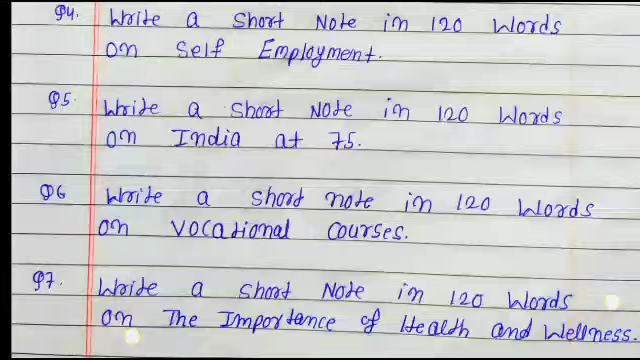 Q4. Write a Short Note in 120 Words
on Self Employment.
Q5. Write a Short Note in 120 Words
on India at 75.
Q6 Write a short note in 120 Words
on Vocational Courses.
Q7. Write a short Note in 120 Words
on The Importance of Health and Wellness.